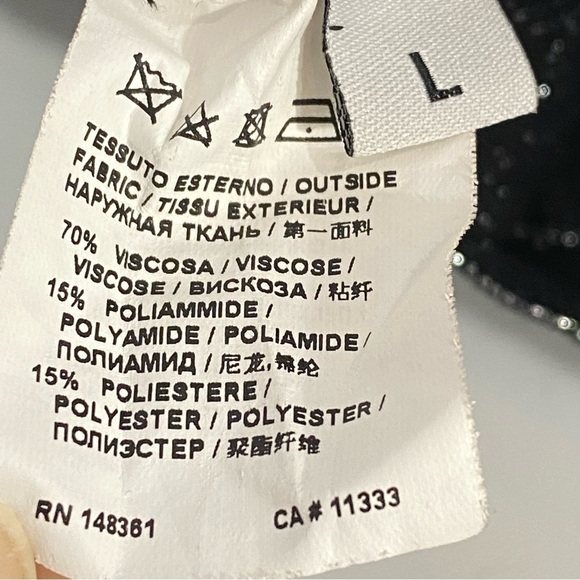 L
TESSUTO ESTERNO / OUTSIDE
FABRIC / TISSU EXTERIEUR /
НАРУЖНАЯ ТКАНЬ / 第一面料
70% VISCOSA / VISCOSE /
VISCOSE / ВИСКОЗА / 粘纤
15% POLIAMMIDE /
POLYAMIDE / POLIAMIDE /
ПОЛИАМИД / 尼龙,锦纶
15% POLIESTERE /
POLYESTER / POLYESTER /
ПОЛИЭСТЕР / 聚酯纤维
RN 148361 CA # 11333